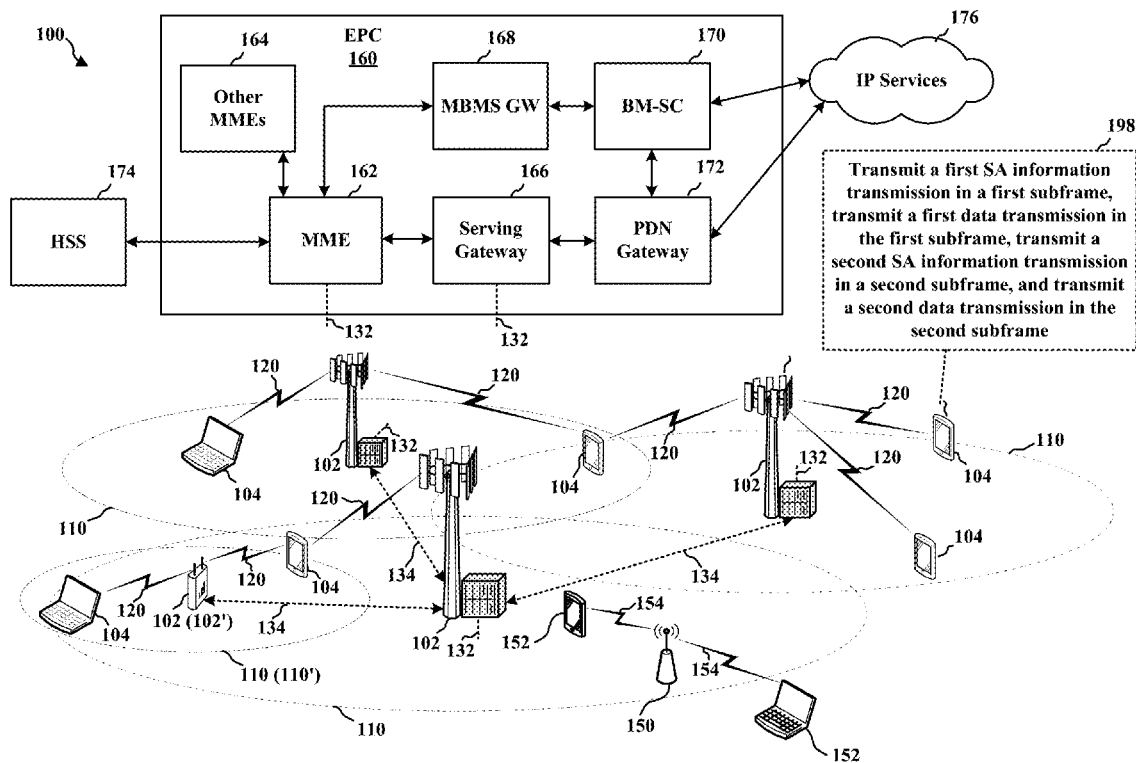 100
EPC
160
164
Other
MMEs
168
MBMS GW
170
BM-SC
176
IP Services
198
Transmit a first SA information
transmission in a first subframe,
transmit a first data transmission in
the first subframe, transmit a
second SA information transmission
in a second subframe, and transmit
a second data transmission in the
second subframe
174
HSS
162
MME
166
Serving
Gateway
172
PDN
Gateway
132
132
120
120
120
120
120
102
132
104
104
102
132
104
110
110
120
104
134
134
104
120
120
104
102 (102')
134
102
132
152
154
154
110 (110')
110
150
152